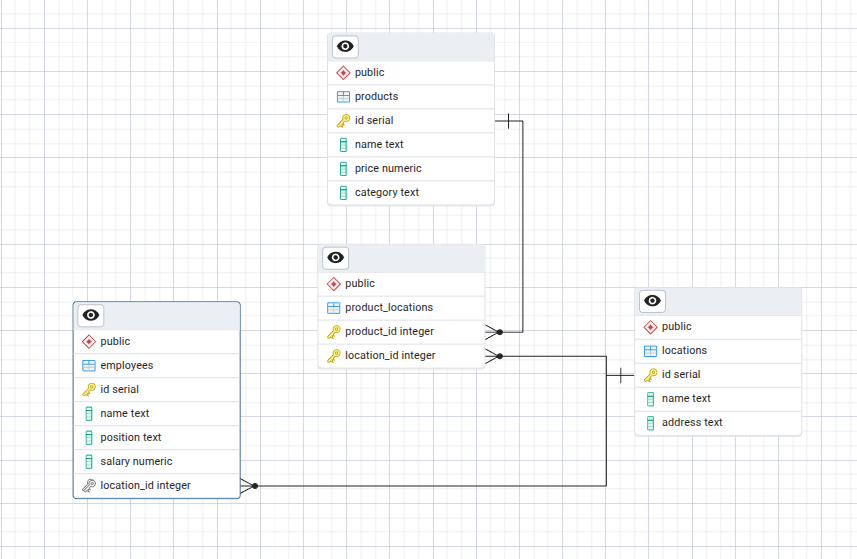 public
products
id serial
name text
price numeric
category text
public
product_locations
product_id integer
location_id integer
public
employees
id serial
name text
position text
salary numeric
location_id integer
public
locations
id serial
name text
address text